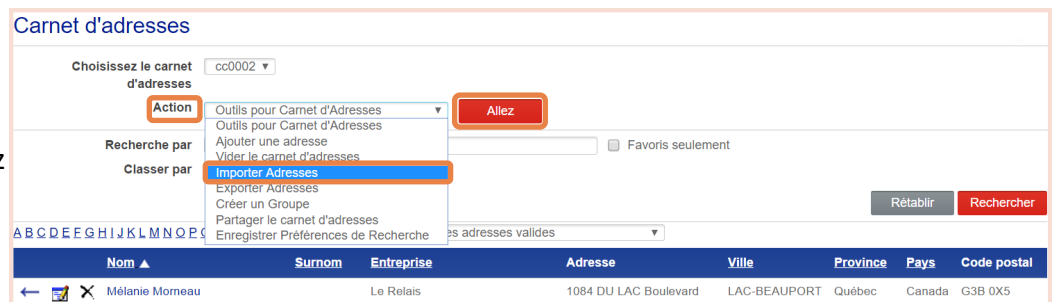 Carnet d'adresses
Choisissez le carnet d'adresses cc0002
Action Outils pour Carnet d'Adresses Allez
Outils pour Carnet d'Adresses
Ajouter une adresse
Recherche par Favoris seulement
Vider le carnet d'adresses
z
Classer par Importer Adresses
Exporter Adresses
Créer un Groupe
Rétablir Rechercher
Partager le carnet d'adresses
A B C D E F G H I J K L M N O P Enregistrer Préférences de Recherche es adresses valides
Nom Surnom Entreprise Adresse Ville Province Pays Code postal
Mélanie Morneau Le Relais 1084 DU LAC Boulevard LAC-BEAUPORT Québec Canada G3B 0X5